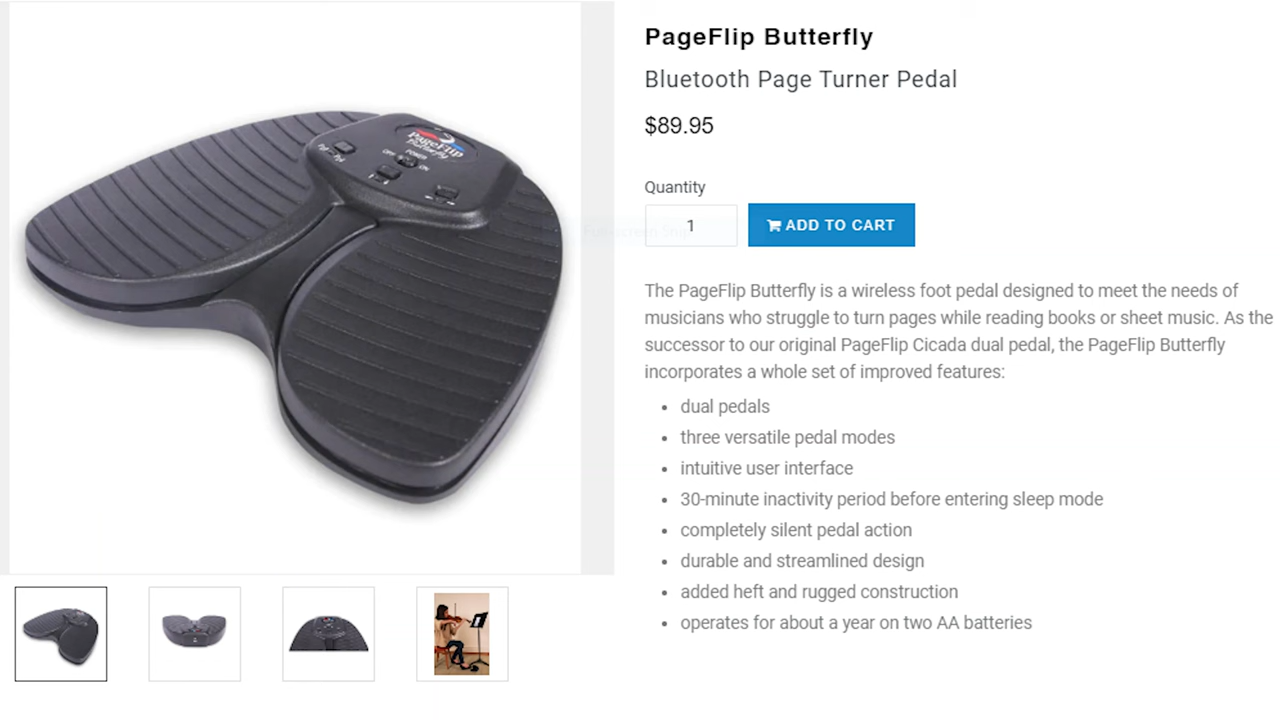 PageFlip Butterfly
Bluetooth Page Turner Pedal
$89.95
Quantity
1
ADD TO CART
The PageFlip Butterfly is a wireless foot pedal designed to meet the needs of
musicians who struggle to turn pages while reading books or sheet music. As the
successor to our original PageFlip Cicada dual pedal, the PageFlip Butterfly
incorporates a whole set of improved features:
dual pedals
three versatile pedal modes
intuitive user interface
30-minute inactivity period before entering sleep mode
completely silent pedal action
durable and streamlined design
added heft and rugged construction
operates for about a year on two AA batteries
PageFlip
Butterfly
POWER
OFF
ON